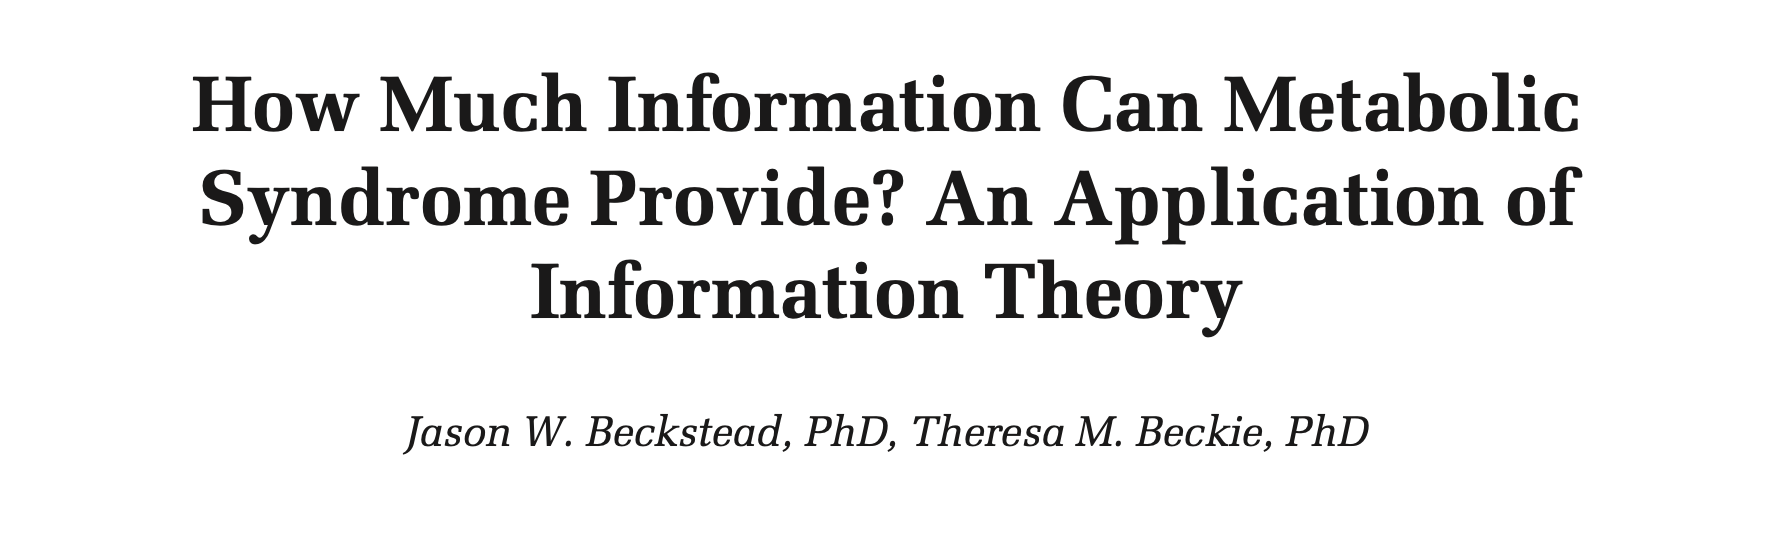 How Much Information Can Metabolic
Syndrome Provide? An Application of
Information Theory
Jason W. Beckstead, PhD, Theresa M. Beckie, PhD